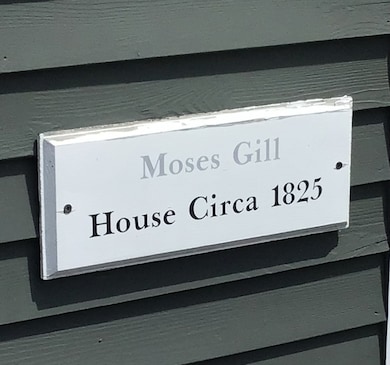 Moses Gill
House Circa 1825